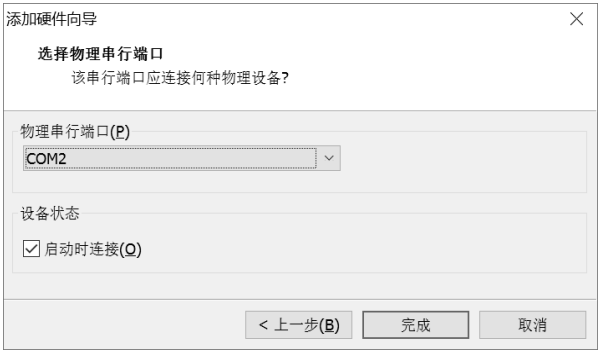 添加硬件向导
选择物理串行端口
该串行端口应连接何种物理设备?
物理串行端口(P)
COM2
设备状态
启动时连接(O)
< 上一步(B)
完成
取消